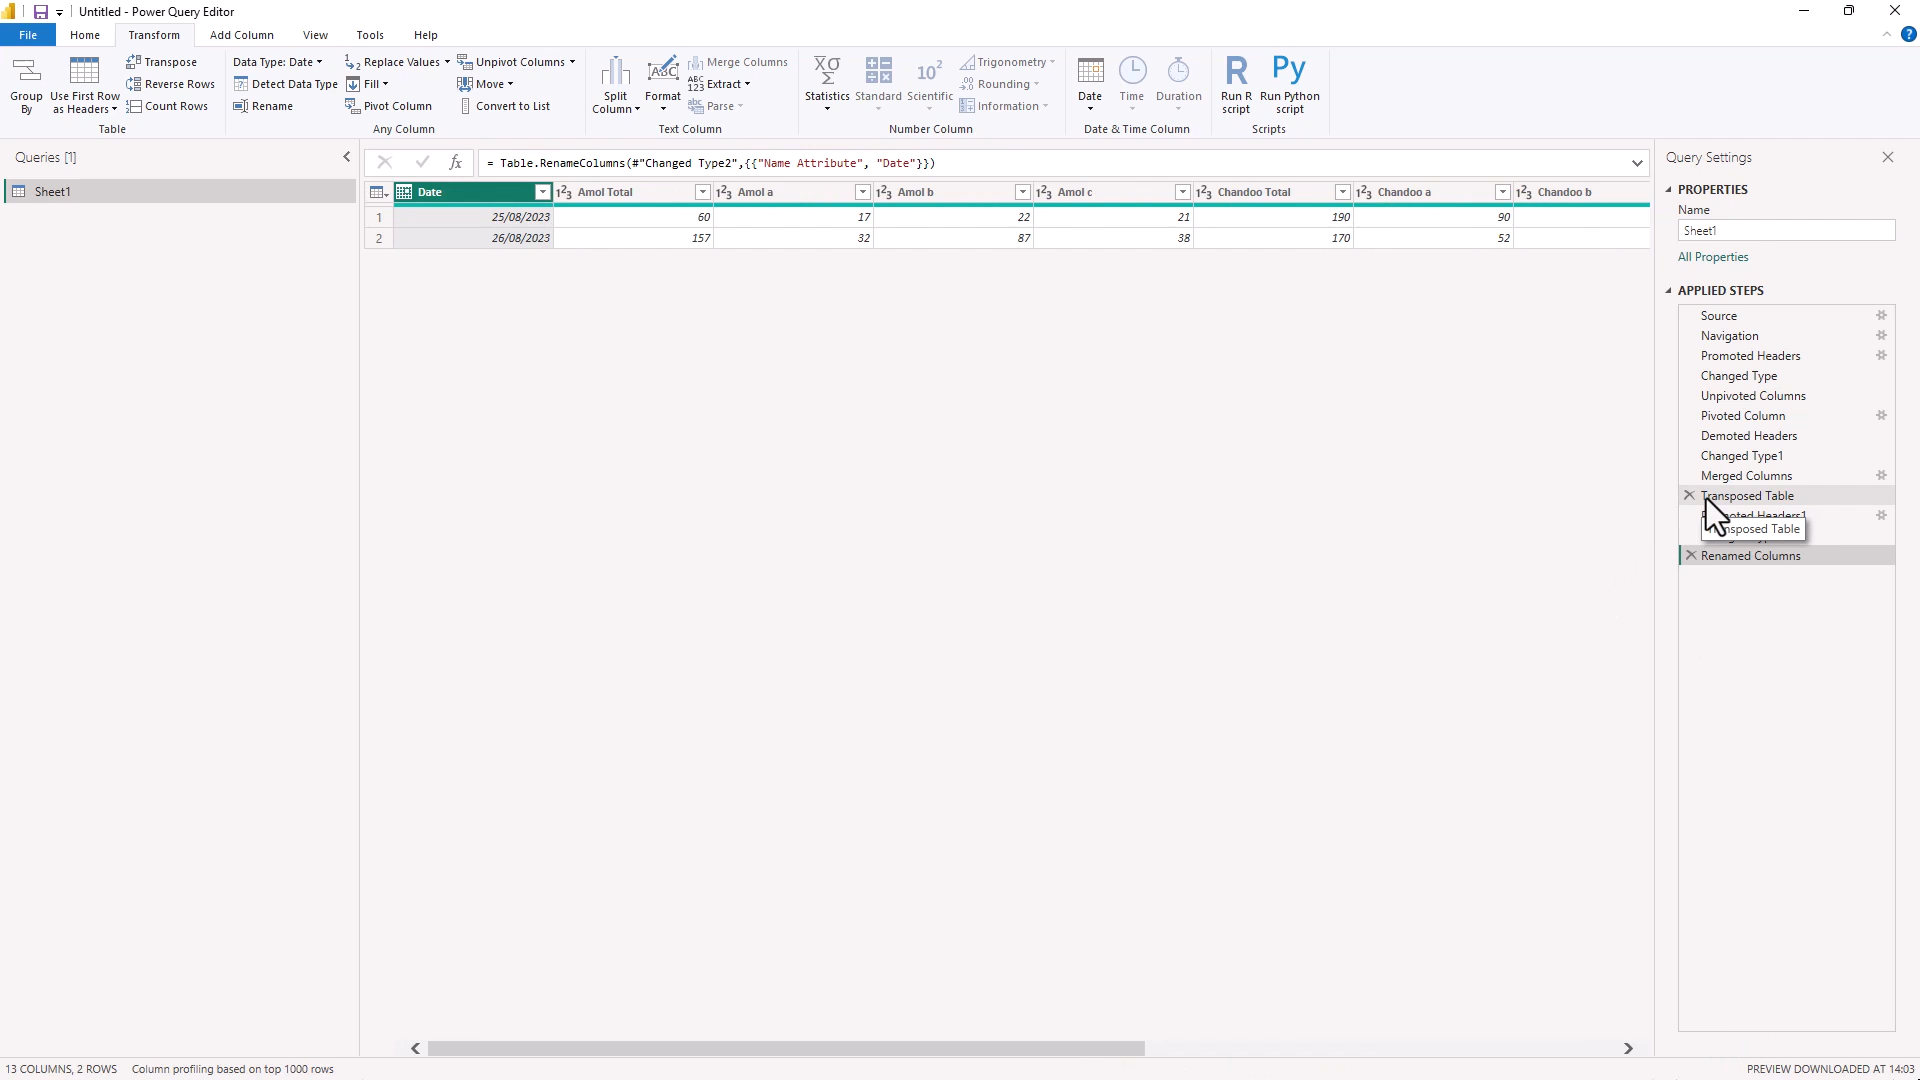 Untitled - Power Query Editor
File Home Transform Add Column View Tools Help
Group By
Use First Row as Headers
Transpose
Reverse Rows
Count Rows
Table
Data Type: Date
Detect Data Type
Rename
Replace Values
Fill
Pivot Column
Unpivot Columns
Move
Convert to List
Any Column
Split Column
Format
Merge Columns
Extract
Parse
Text Column
Statistics
Standard
Scientific
Trigonometry
Rounding
Information
Number Column
Date
Time
Duration
Date & Time Column
Run R script
Run Python script
Scripts
Queries [1]
Sheet1
= Table.RenameColumns(#"Changed Type2",{{"Name Attribute", "Date"}})
Date 123 Amol Total 123 Amol a 123 Amol b 123 Amol c 123 Chandoo Total 123 Chandoo a 123 Chandoo b
1 25/08/2023 60 17 22 21 190 90
2 26/08/2023 157 32 87 38 170 52
Query Settings
PROPERTIES
Name
Sheet1
All Properties
APPLIED STEPS
Source
Navigation
Promoted Headers
Changed Type
Unpivoted Columns
Pivoted Column
Demoted Headers
Changed Type1
Merged Columns
Transposed Table
Renamed Columns
13 COLUMNS, 2 ROWS Column profiling based on top 1000 rows
PREVIEW DOWNLOADED AT 14:03